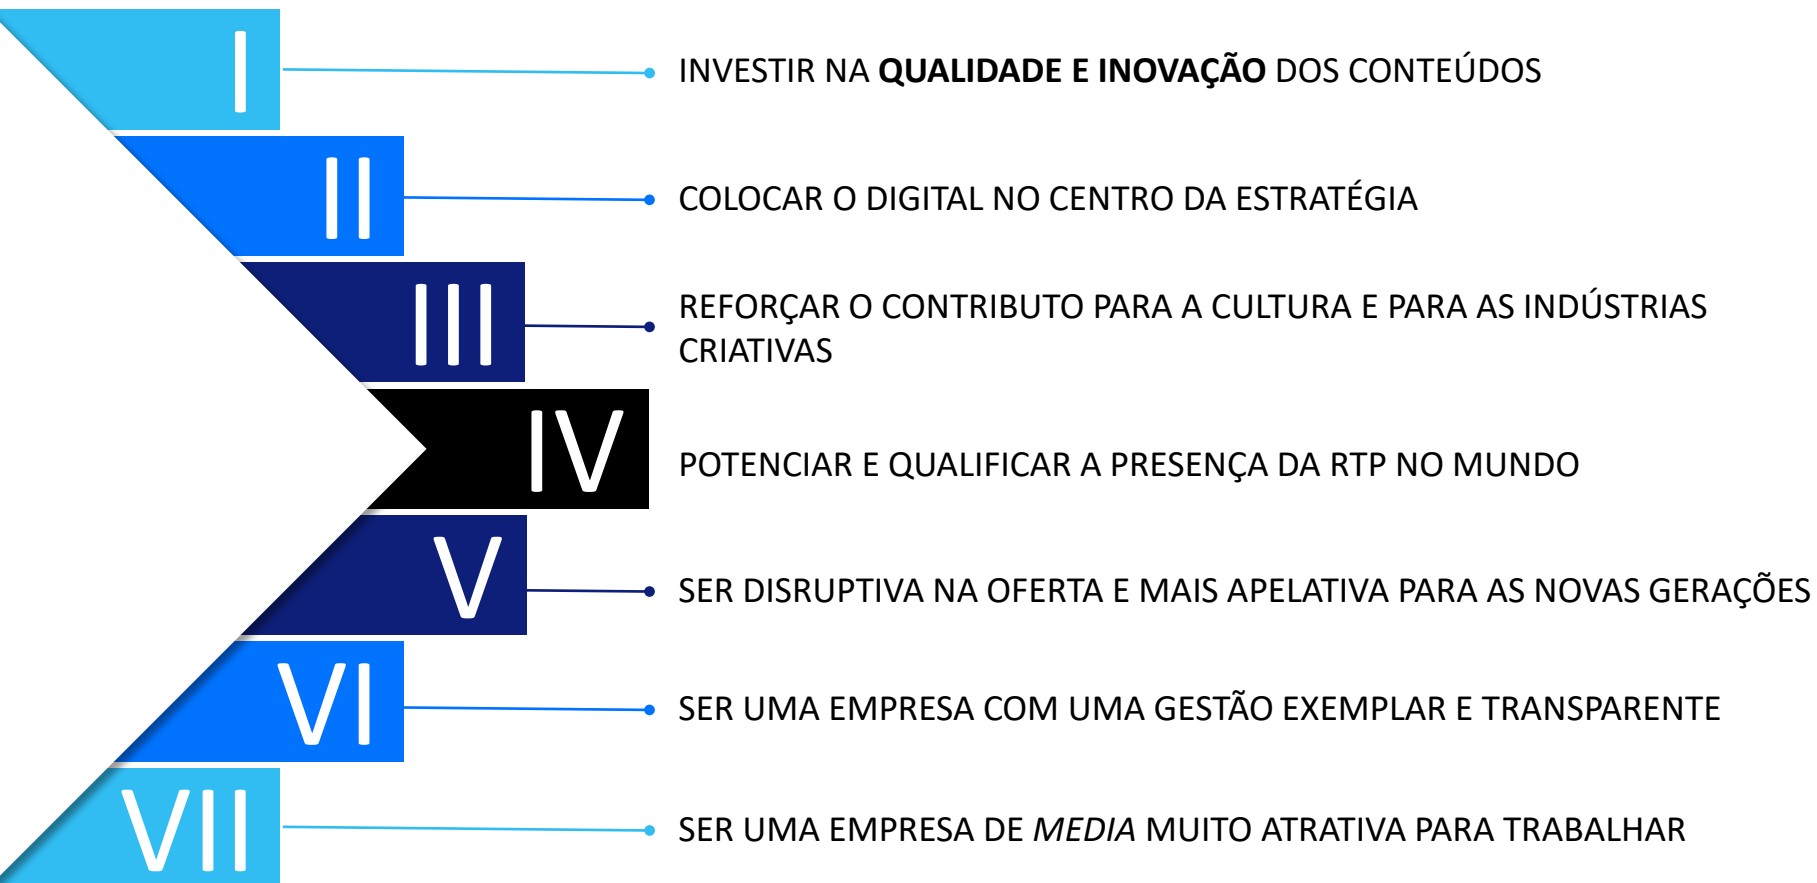 I
INVESTIR NA QUALIDADE E INOVAÇÃO DOS CONTEÚDOS
II
COLOCAR O DIGITAL NO CENTRO DA ESTRATÉGIA
III
REFORÇAR O CONTRIBUTO PARA A CULTURA E PARA AS INDÚSTRIAS
CRIATIVAS
IV
POTENCIAR E QUALIFICAR A PRESENÇA DA RTP NO MUNDO
V
SER DISRUPTIVA NA OFERTA E MAIS APELATIVA PARA AS NOVAS GERAÇÕES
VI
SER UMA EMPRESA COM UMA GESTÃO EXEMPLAR E TRANSPARENTE
VII
SER UMA EMPRESA DE MEDIA MUITO ATRATIVA PARA TRABALHAR